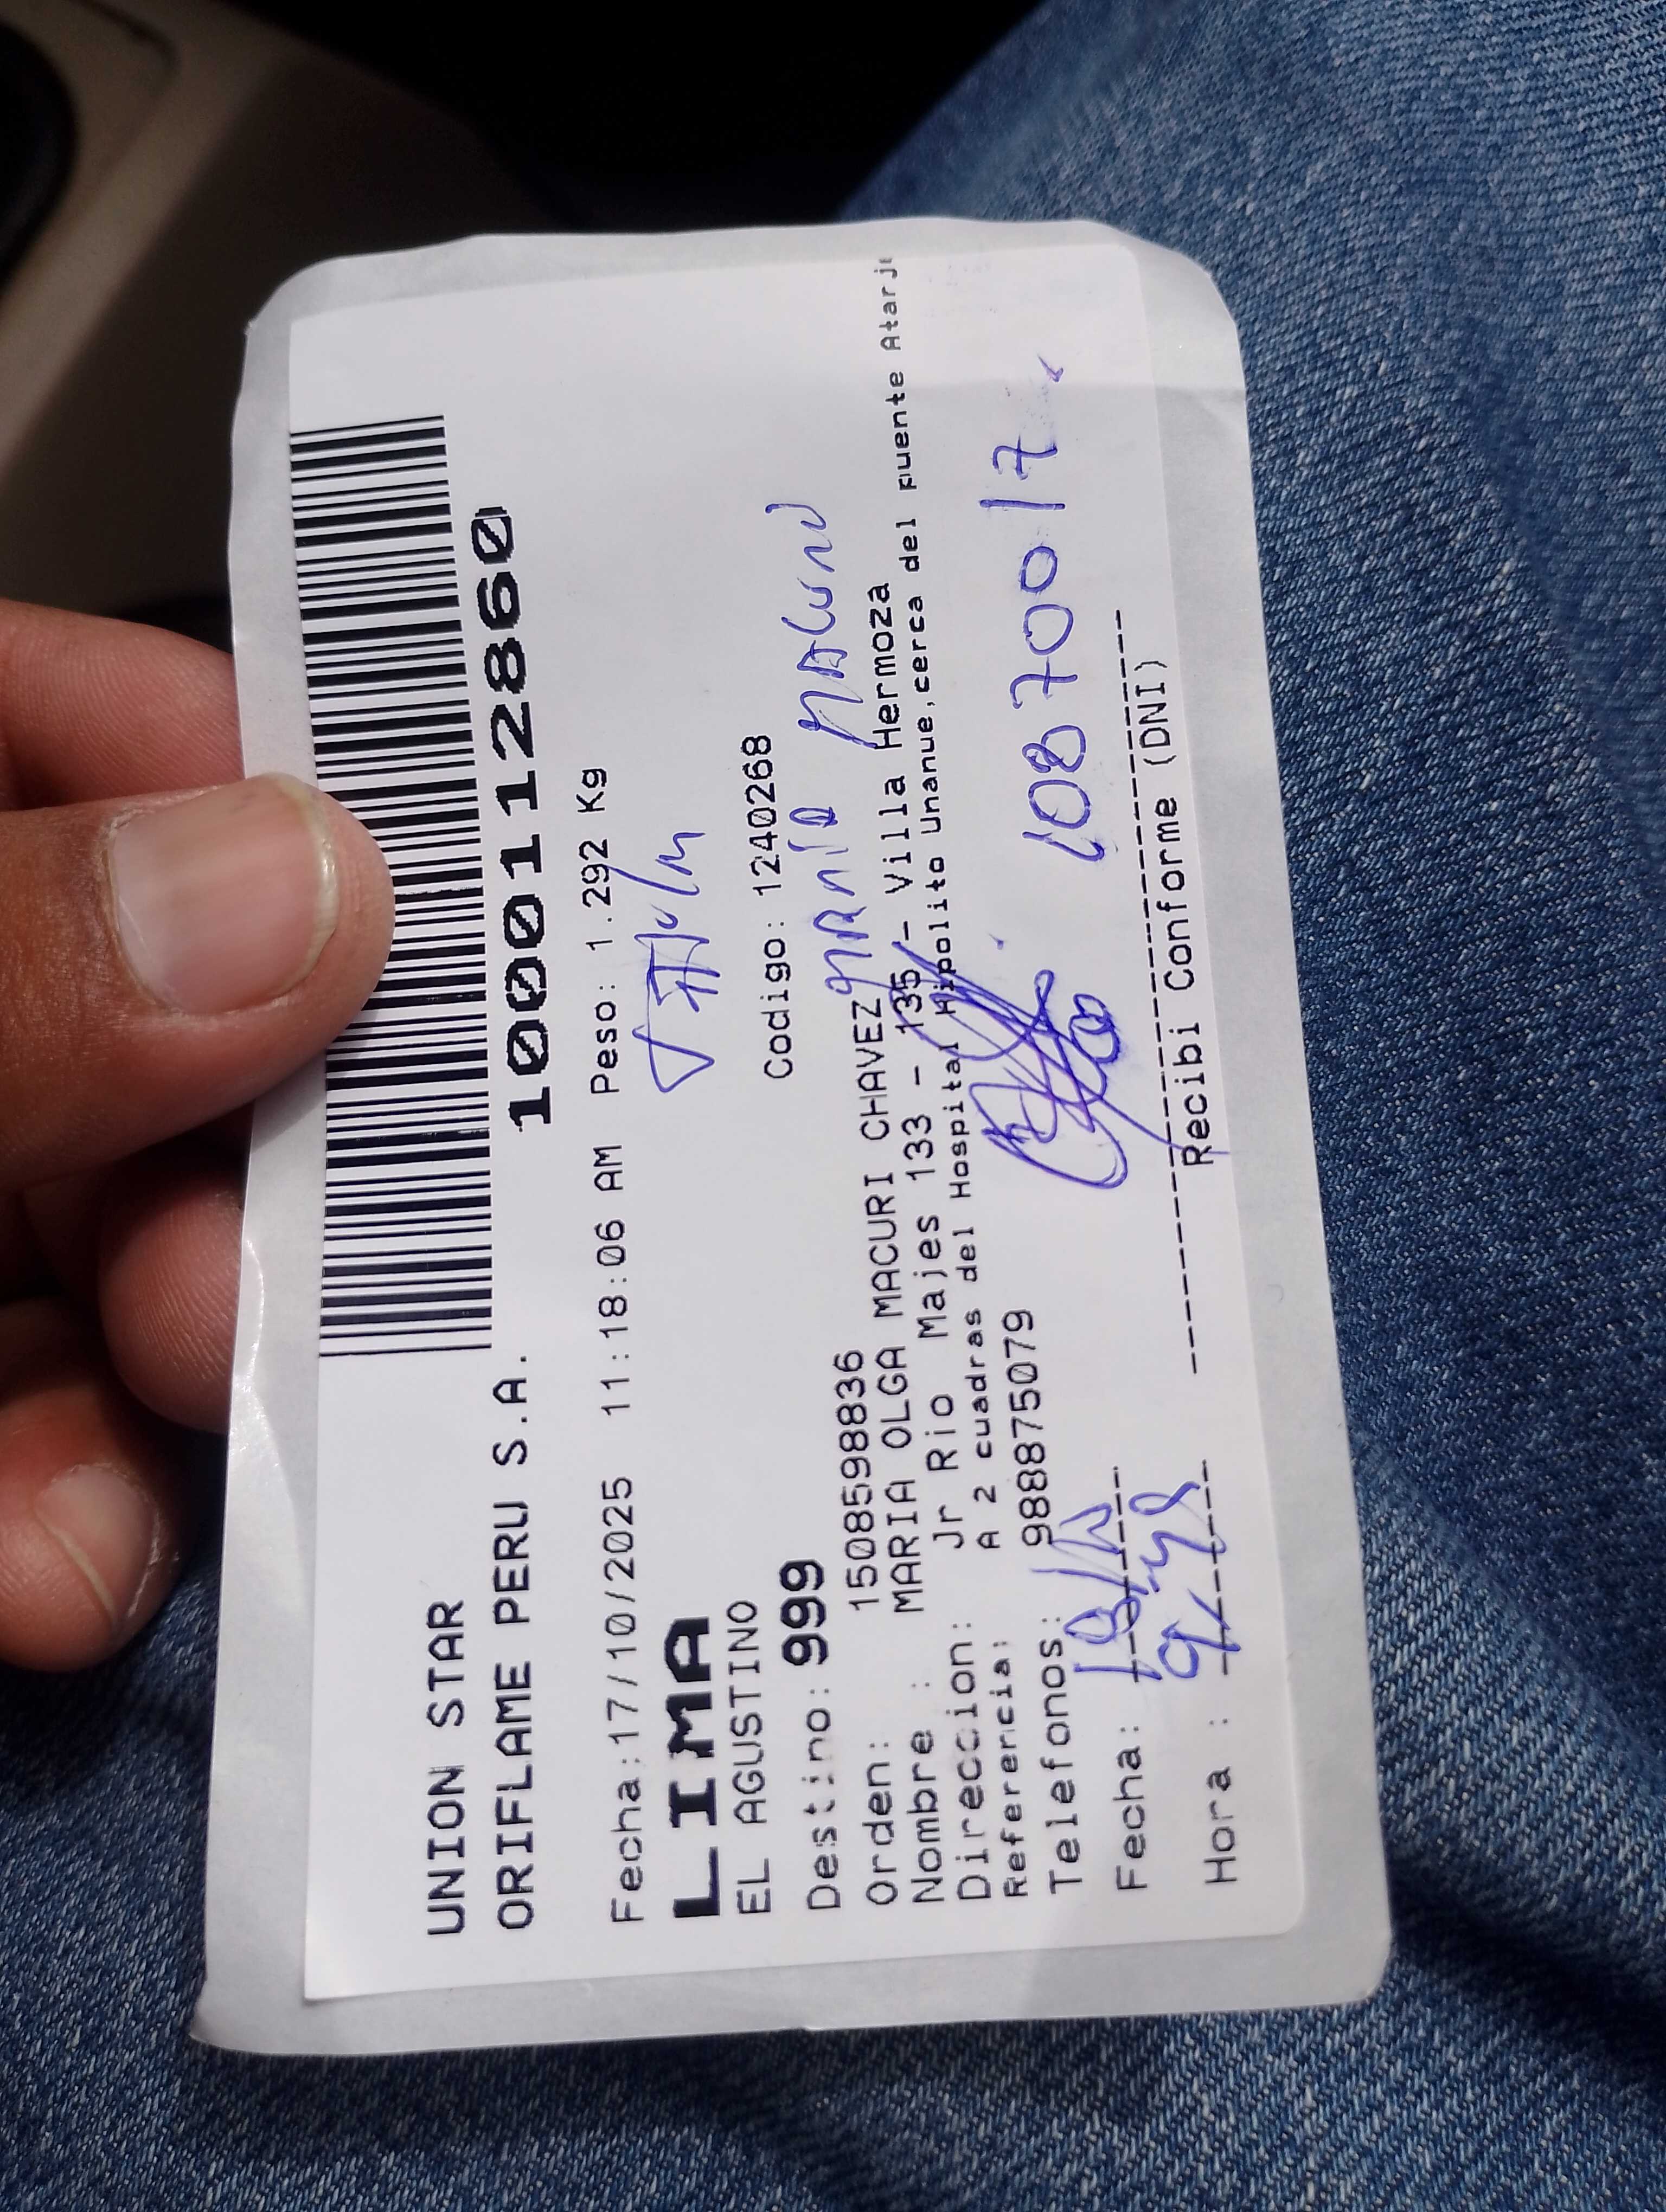 UNION STAR
ORIFLAME PERU S.A.
1000112860
Fecha:17/10/2025 11:18:06 AM Peso: 1.292 Kg
LIMA
EL AGUSTINO
Destino: 999 Codigo: 1240268
Orden: 1508598836
Nombre : MARIA OLGA MACURI CHAVEZ
Direccion: Jr Rio Majes 133 - 135 - Villa Hermoza
Referencia: A 2 cuadras del Hospital Hipolito Unanue,cerca del puente
Telefonos: 988875079
Fecha:
Hora :
Recibi Conforme (DNI)